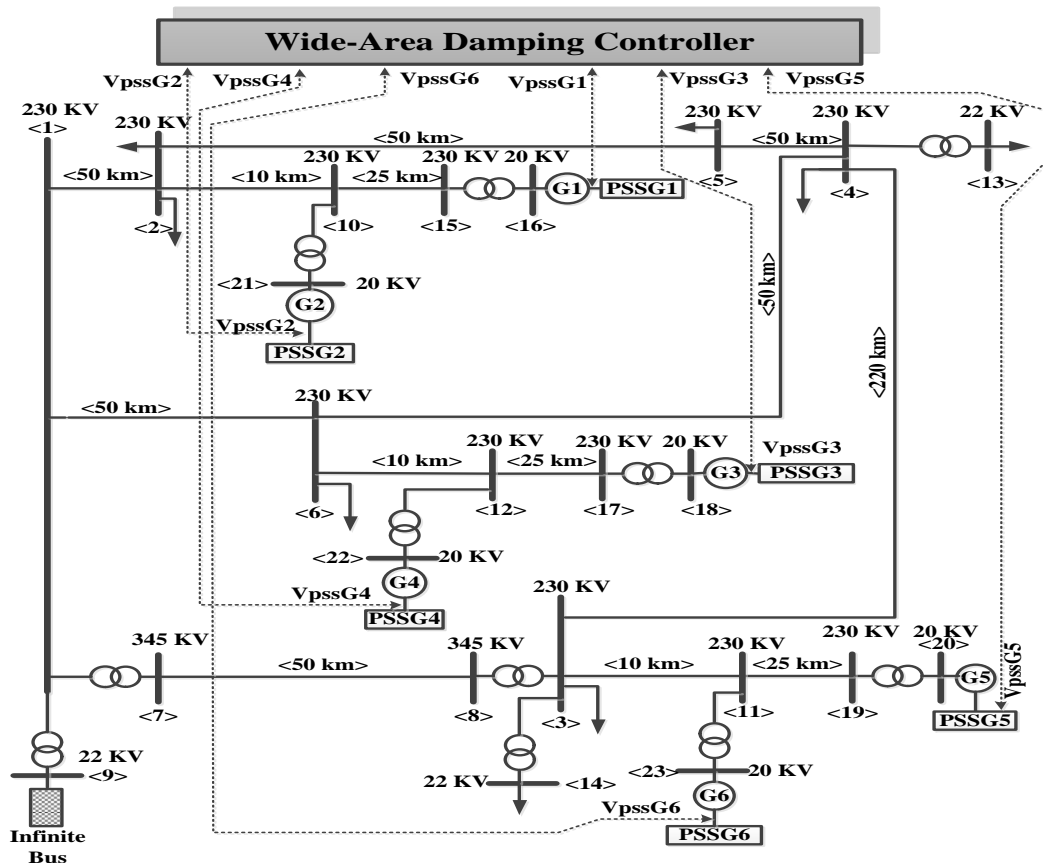 Wide-Area Damping Controller
VpssG2
VpssG4
VpssG6
VpssG1
VpssG3
VpssG5
230 KV
<1>
230 KV
<50 km>
230 KV
<50 km>
230 KV
22 KV
<5>
<4>
<13>
<50 km>
230 KV
<10 km>
<25 km>
230 KV
20 KV
G1
PSSG1
<2>
<10>
<15>
<16>
<21>
20 KV
G2
VpssG2
PSSG2
<50 km>
<220 km>
<50 km>
230 KV
<10 km>
230 KV
<25 km>
230 KV
20 KV
VpssG3
G3
PSSG3
<6>
<12>
<17>
<18>
<22>
20 KV
G4
VpssG4
PSSG4
230 KV
345 KV
<50 km>
345 KV
<10 km>
230 KV
<25 km>
230 KV
20 KV
<20>
G5
VpssG5
PSSG5
<7>
<8>
<3>
<11>
<19>
22 KV
<9>
22 KV
<14>
<23>
20 KV
G6
VpssG6
PSSG6
Infinite
Bus